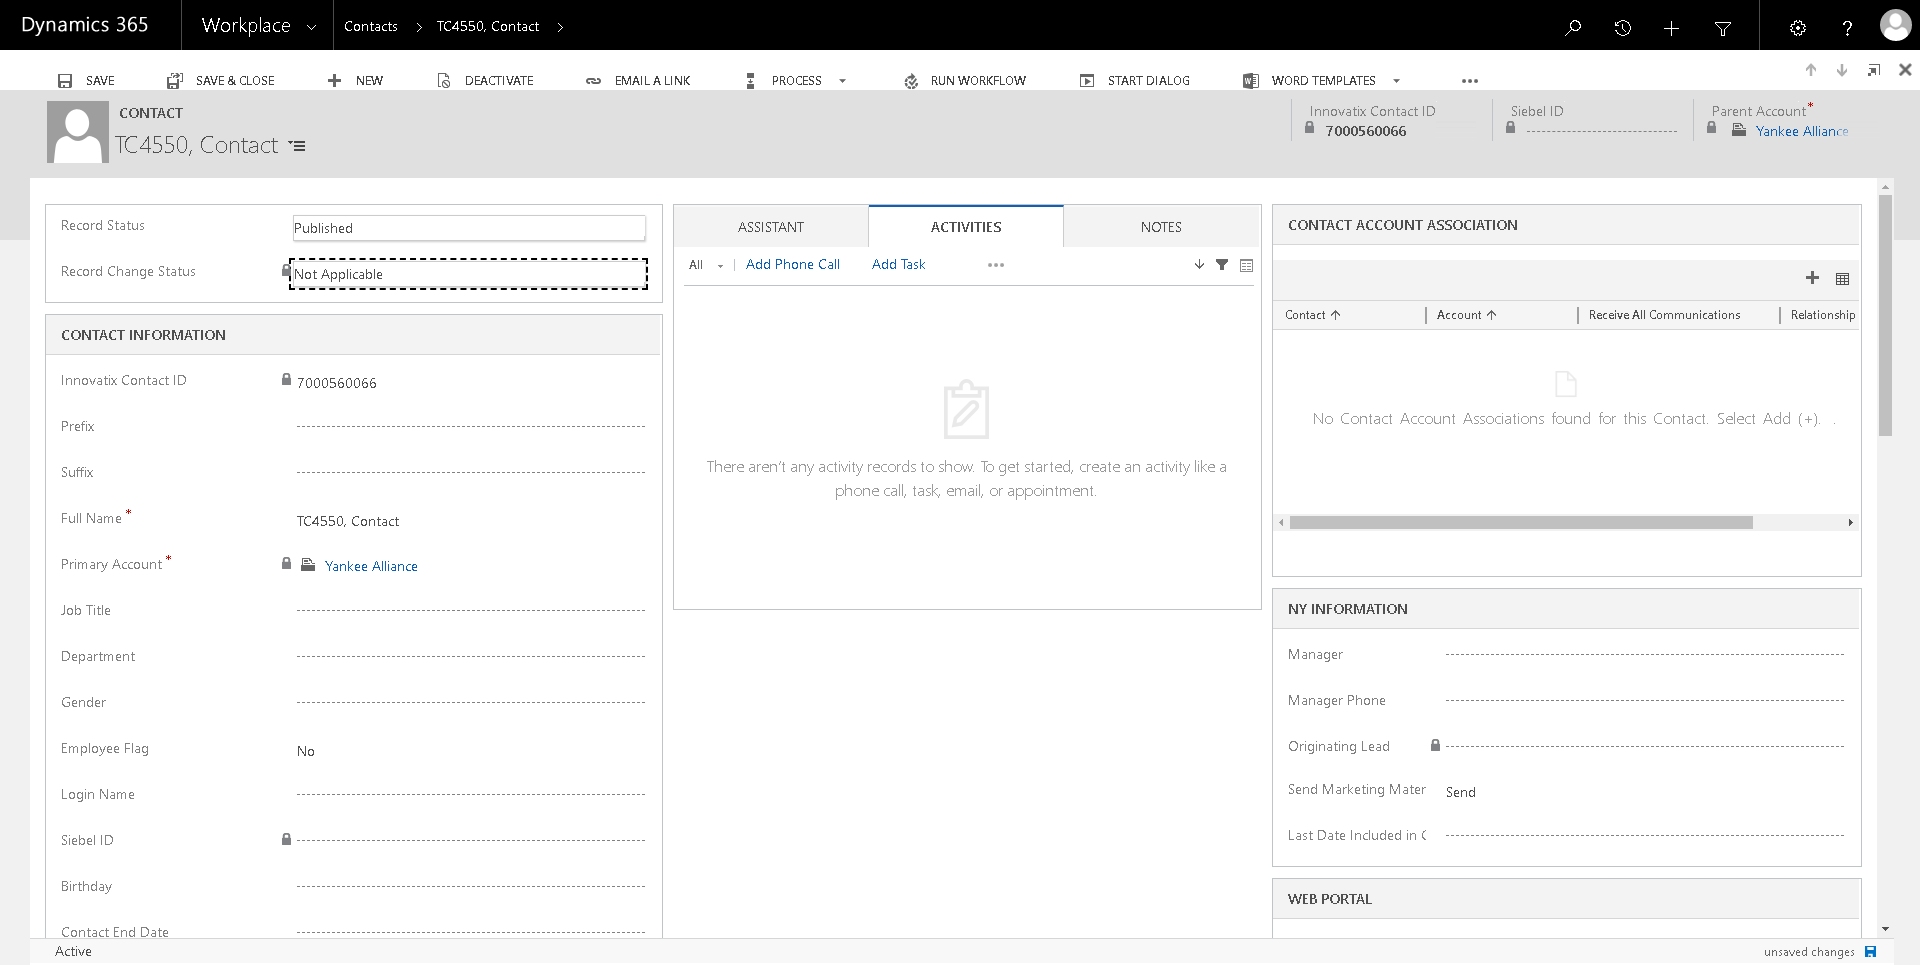 Dynamics 365
Workplace
Contacts
TC4550, Contact
SAVE
SAVE & CLOSE
NEW
DEACTIVATE
EMAIL A LINK
PROCESS
RUN WORKFLOW
START DIALOG
WORD TEMPLATES
CONTACT
TC4550, Contact
Innovatix Contact ID
7000560066
Siebel ID
Parent Account*
Yankee Alliance
Record Status
Published
Record Change Status
Not Applicable
CONTACT INFORMATION
Innovatix Contact ID
7000560066
Prefix
Suffix
Full Name*
TC4550, Contact
Primary Account*
Yankee Alliance
Job Title
Department
Gender
Employee Flag
No
Login Name
Siebel ID
Birthday
Contact End Date
ASSISTANT
ACTIVITIES
NOTES
All
Add Phone Call
Add Task
There aren't any activity records to show. To get started, create an activity like a
phone call, task, email, or appointment.
CONTACT ACCOUNT ASSOCIATION
Contact
Account
Receive All Communications
Relationship
No Contact Account Associations found for this Contact. Select Add (+). .
NY INFORMATION
Manager
Manager Phone
Originating Lead
Send Marketing Mater
Send
Last Date Included in
WEB PORTAL
Active
unsaved changes